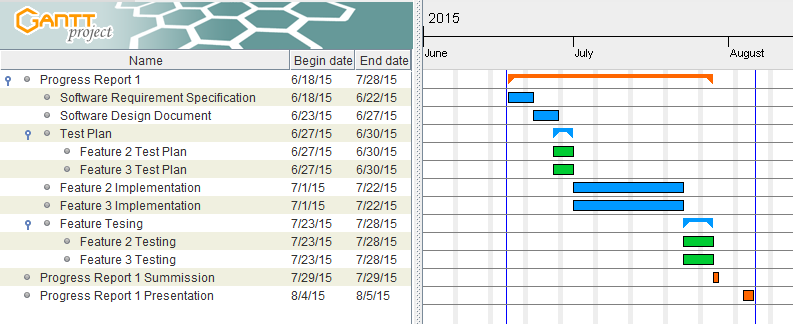 GANTT
project
2015
June July August
Name Begin date End date
Progress Report 1 6/18/15 7/28/15
Software Requirement Specification 6/18/15 6/22/15
Software Design Document 6/23/15 6/27/15
Test Plan 6/27/15 6/30/15
Feature 2 Test Plan 6/27/15 6/30/15
Feature 3 Test Plan 6/27/15 6/30/15
Feature 2 Implementation 7/1/15 7/22/15
Feature 3 Implementation 7/1/15 7/22/15
Feature Tesing 7/23/15 7/28/15
Feature 2 Testing 7/23/15 7/28/15
Feature 3 Testing 7/23/15 7/28/15
Progress Report 1 Summission 7/29/15 7/29/15
Progress Report 1 Presentation 8/4/15 8/5/15